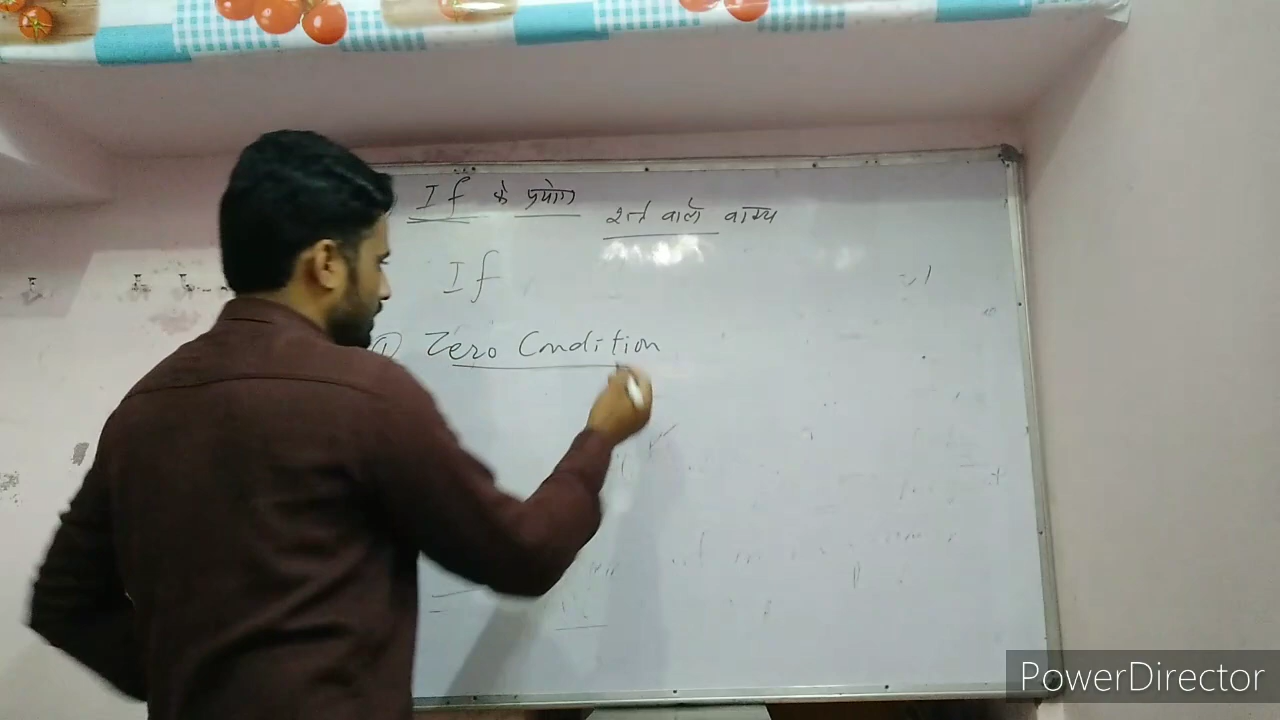 If के प्रयोग
शर्त वाले वाक्य
If
① Zero Condition
PowerDirector